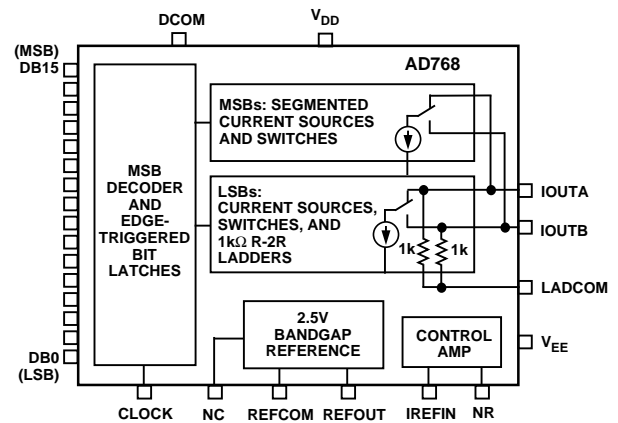 DCOM
V_DD
(MSB)
DB15
AD768
MSBs: SEGMENTED
CURRENT SOURCES
AND SWITCHES
MSB
DECODER
AND
EDGE-
TRIGGERED
BIT
LATCHES
LSBs:
CURRENT SOURCES,
SWITCHES, AND
1kΩ R-2R
LADDERS
1k
1k
IOUTA
IOUTB
LADCOM
2.5V
BANDGAP
REFERENCE
CONTROL
AMP
V_EE
DB0
(LSB)
CLOCK
NC
REFCOM
REFOUT
IREFIN
NR